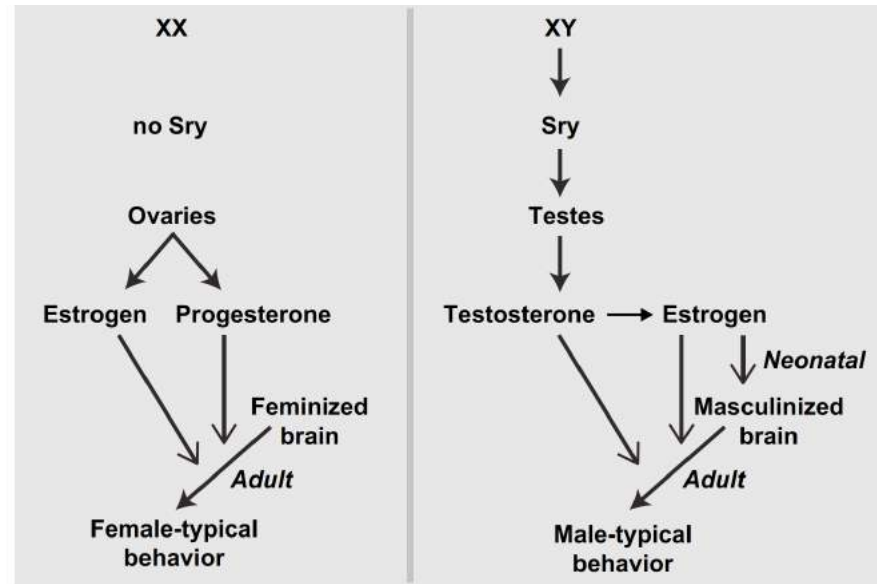 XX
no Sry
Ovaries
Estrogen
Progesterone
Feminized
brain
Adult
Female-typical
behavior
XY
Sry
Testes
Testosterone
Estrogen
Neonatal
Masculinized
brain
Adult
Male-typical
behavior